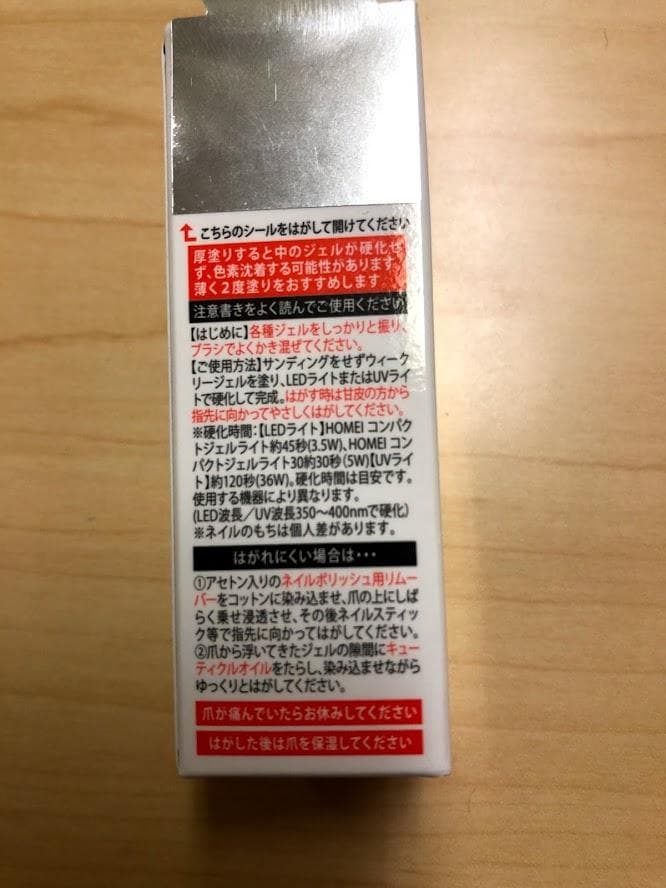 こちらのシールをはがして開けてください
厚塗りすると中のジェルが硬化せ
ず、色素沈着する可能性があります。
薄く2度塗りをおすすめします。
注意書きをよく読んでご使用ください
【はじめに】各種ジェルをしっかりと振り、
ブラシでよくかき混ぜてください。
【ご使用方法】サンディングをせずウィーク
リージェルを塗り、LEDライトまたはUVライ
トで硬化して完成。はがす時は甘皮の方から
指先に向かってやさしくはがしてください。
※硬化時間：【LEDライト】HOMEI コンパク
トジェルライト約45秒(3.5W)、HOMEI コン
パクトジェルライト30約30秒(5W)【UVライ
ト】約120秒(36W)。硬化時間は目安です。
使用する機器により異なります。
(LED波長／UV波長350〜400nmで硬化)
※ネイルのもちは個人差があります。
はがれにくい場合は・・・
①アセトン入りのネイルポリッシュ用リムー
バーをコットンに染み込ませ、爪の上にしば
らく乗せ浸透させ、その後ネイルスティッ
ク等で指先に向かってはがしてください。
②爪から浮いてきたジェルの隙間にキュー
ティクルオイルをたらし、染み込ませながら
ゆっくりとはがしてください。
爪が痛んでいたらお休みしてください
はがした後は爪を保湿してください